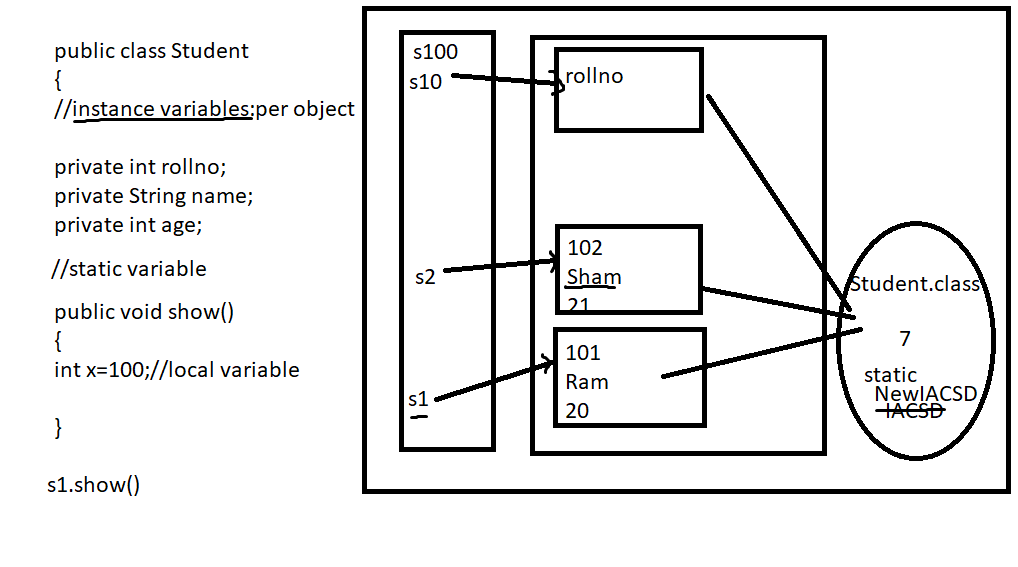 public class Student
{
//instance variables:per object
private int rollno;
private String name;
private int age;
//static variable
public void show()
{
int x=100;//local variable
}
s1.show()
s100
s10
s2
s1
rollno
102
Sham
21
101
Ram
20
Student.class
7
static
NewIACSD
IACSD